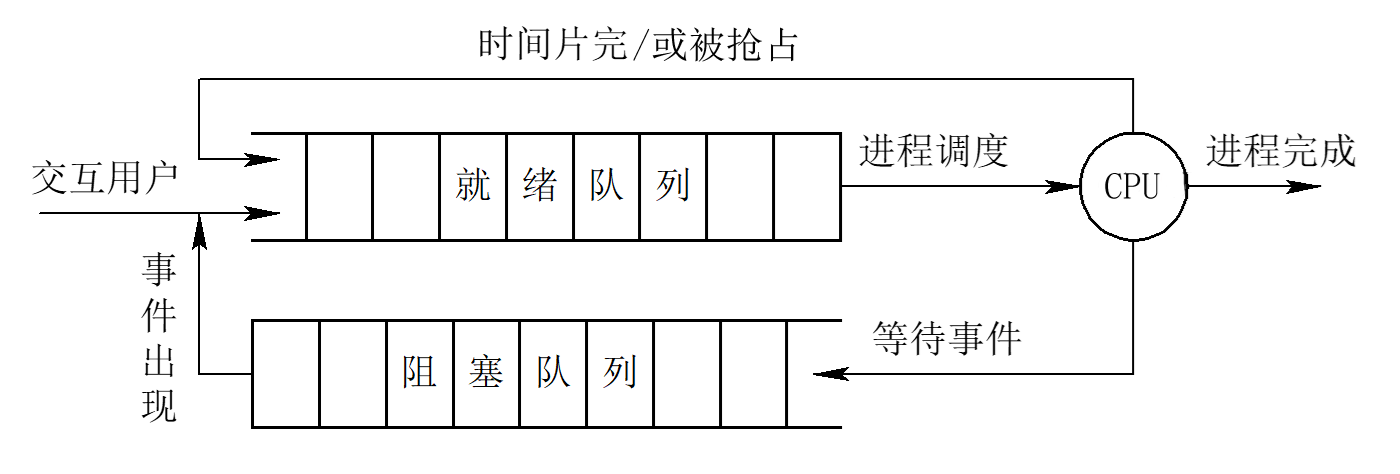 时间片完/或被抢占
交互用户
就绪队列
进程调度
CPU
进程完成
事件出现
阻塞队列
等待事件